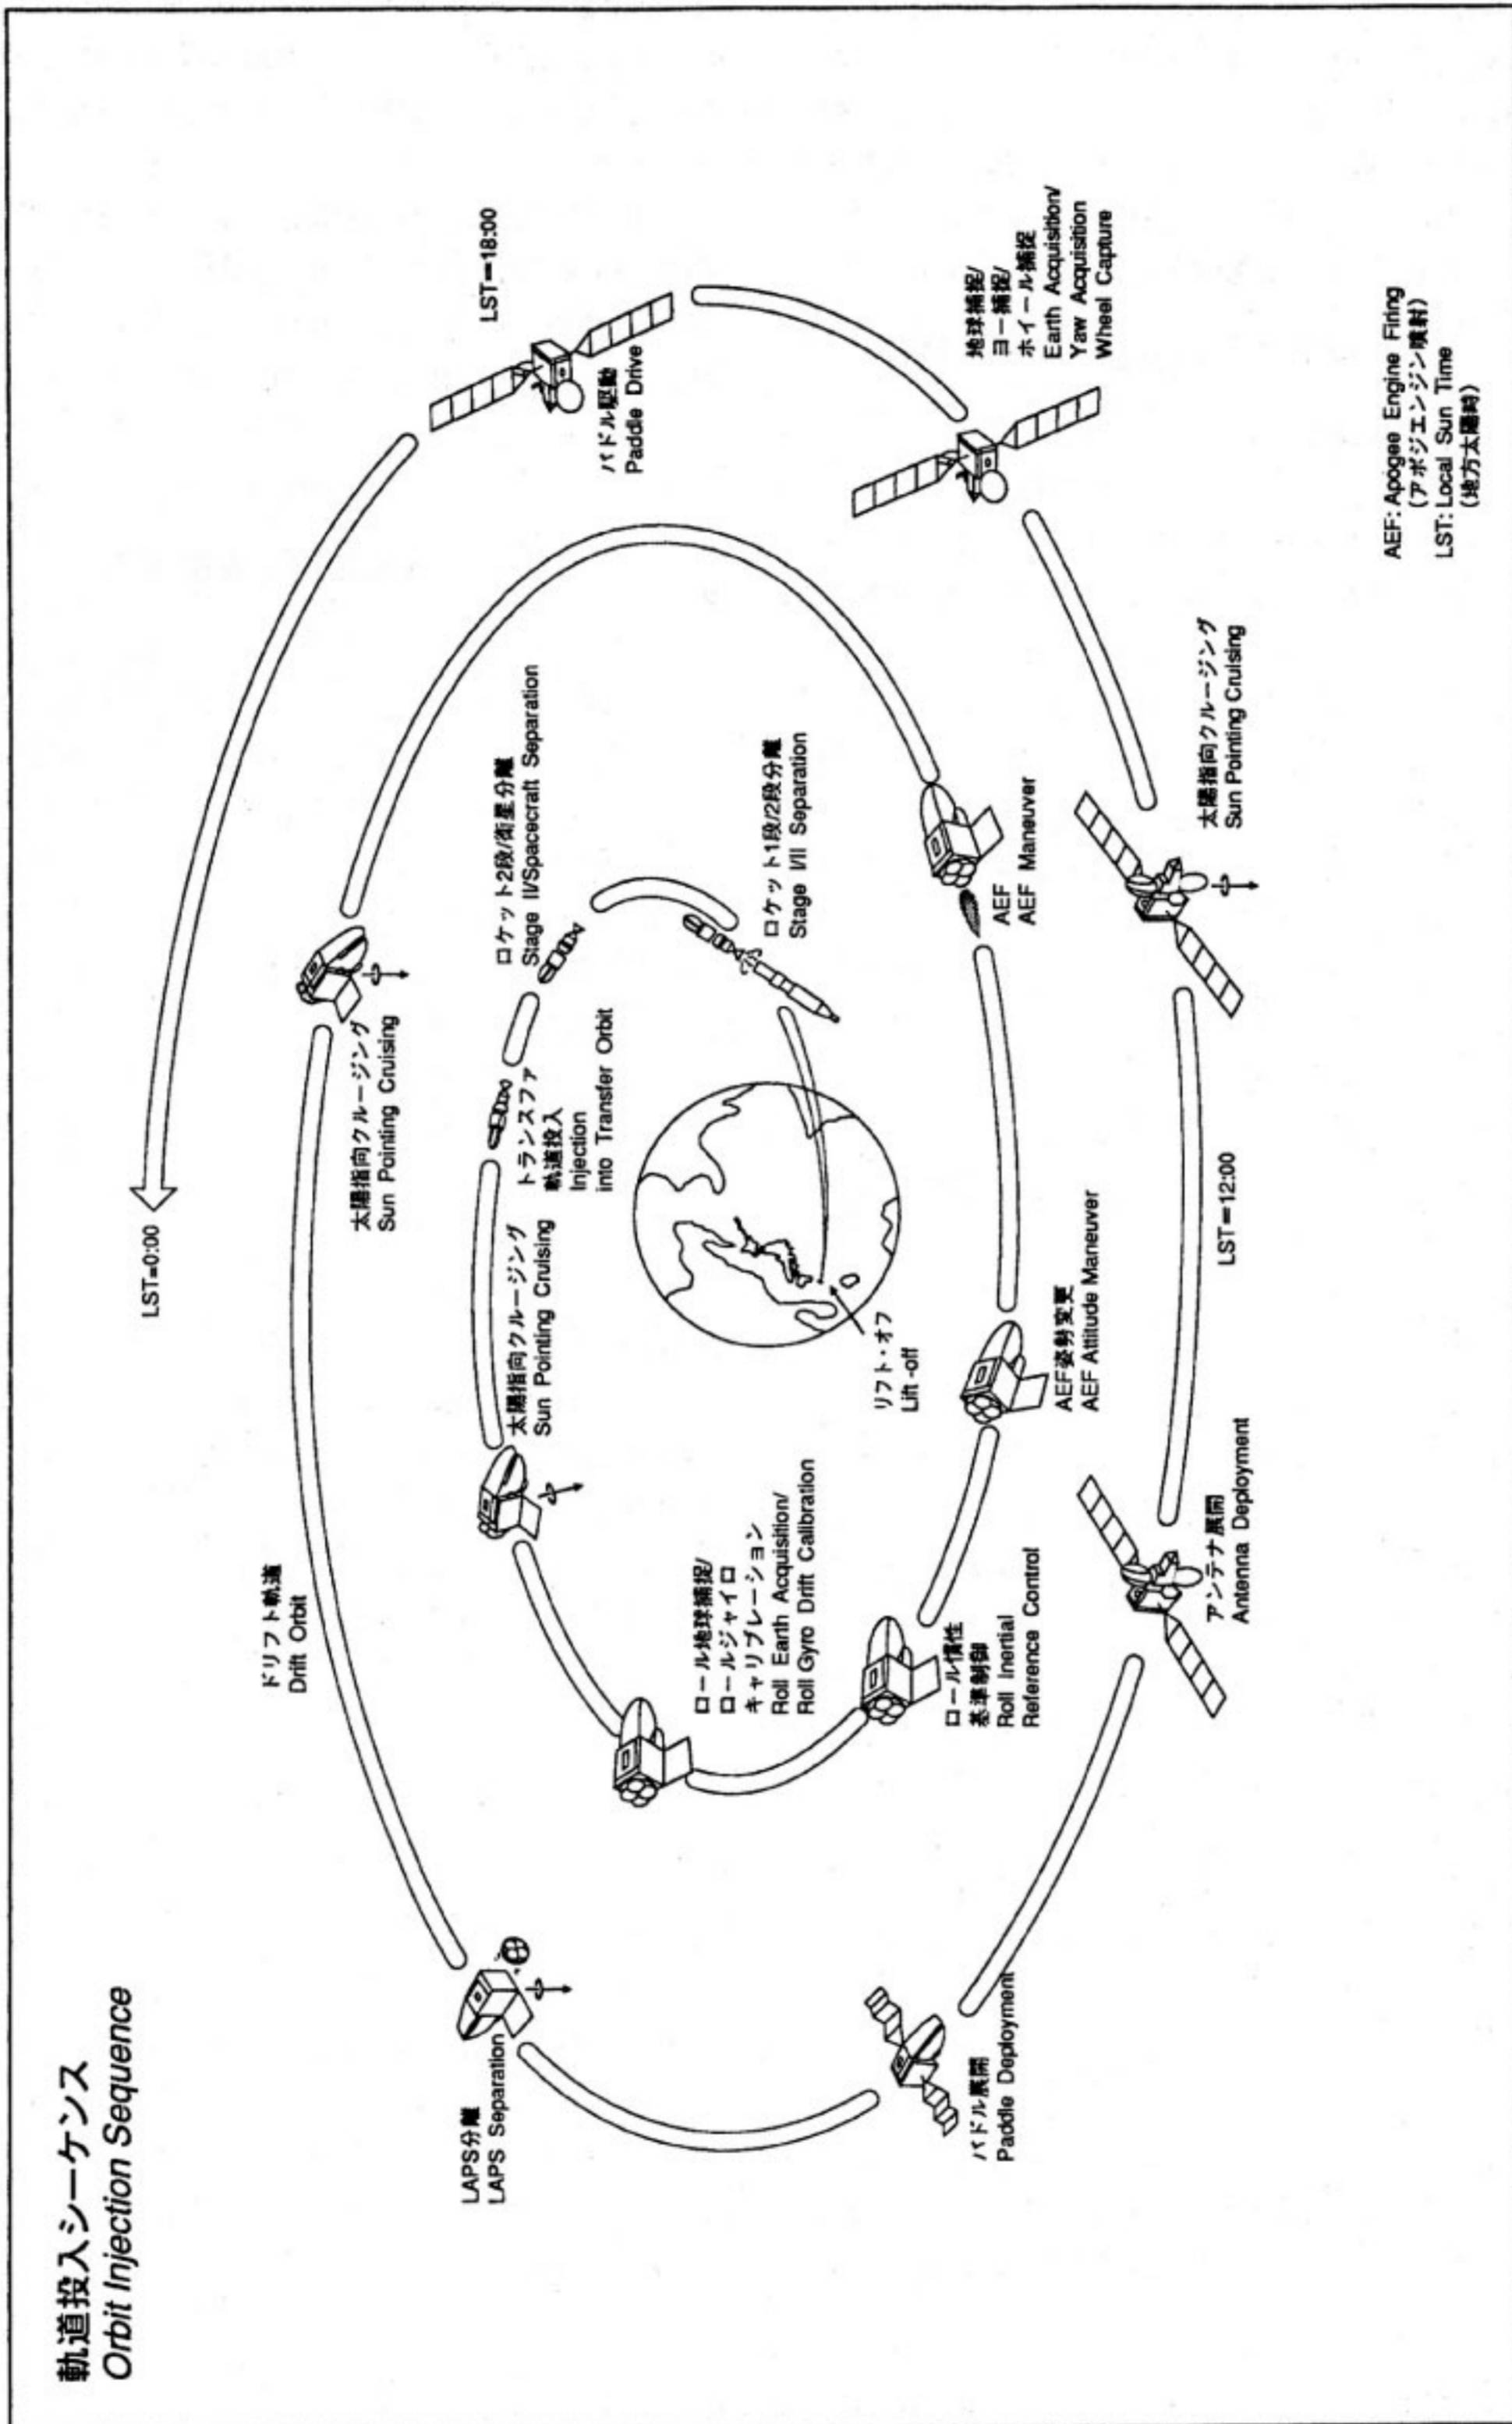 軌道投入シーケンス
Orbit Injection Sequence
LST=0:00
LST=18:00
ドリフト軌道
Drift Orbit
太陽指向クルージング
Sun Pointing Cruising
パドル駆動
Paddle Drive
LAPS分離
LAPS Separation
太陽指向クルージング
Sun Pointing Cruising
トランスファ
軌道投入
Injection
into Transfer Orbit
ロケット2段/衛星分離
Stage II/Spacecraft Separation
ロケット1段/2段分離
Stage I/II Separation
リフト・オフ
Lift-off
ロール地球捕捉/
ロールジャイロ
キャリブレーション
Roll Earth Acquisition/
Roll Gyro Drift Calibration
ロール慣性
基準制御
Roll Inertial
Reference Control
AEF姿勢変更
AEF Attitude Maneuver
AEF
AEF Maneuver
地球捕捉/
ヨー捕捉/
ホイール捕捉
Earth Acquisition/
Yaw Acquisition
Wheel Capture
パドル展開
Paddle Deployment
アンテナ展開
Antenna Deployment
LST=12:00
太陽指向クルージング
Sun Pointing Cruising
AEF: Apogee Engine Firing
(アポジエンジン噴射)
LST: Local Sun Time
(地方太陽時)